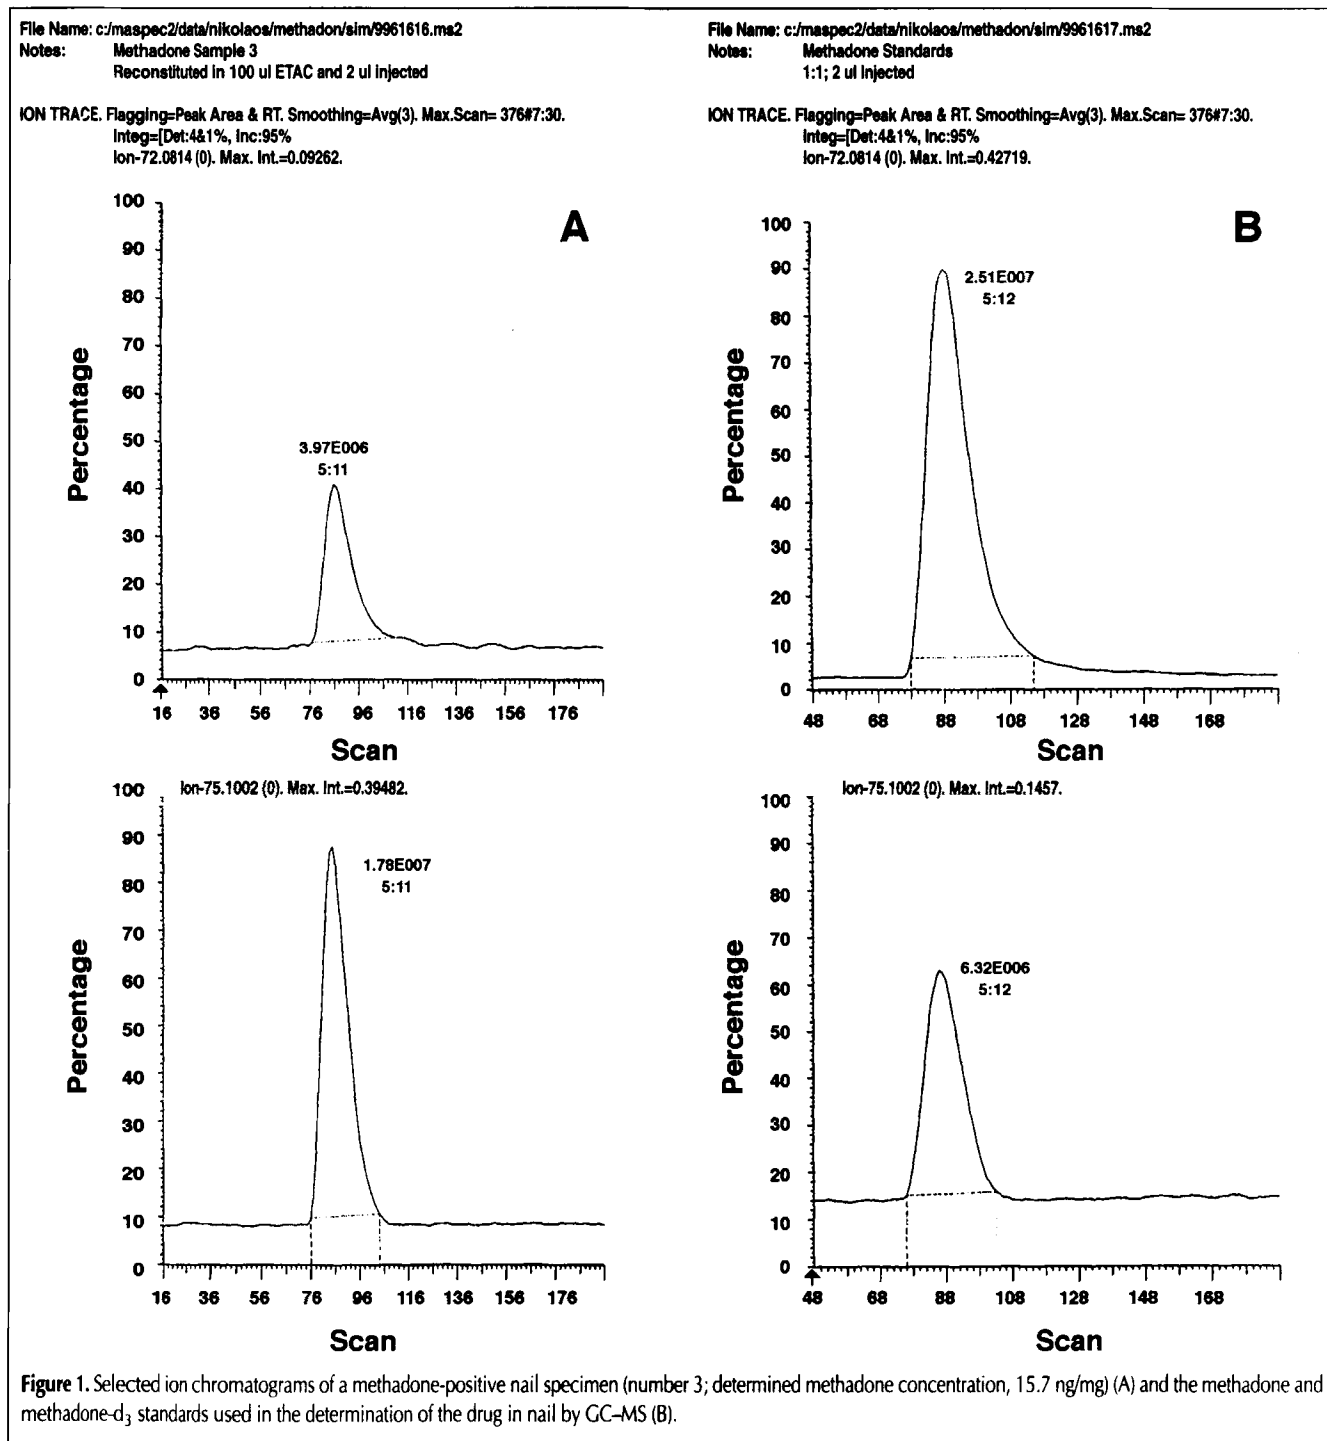 File Name: c:/maspec2/data/nikolaos/methadon/sim/9961616.ms2
Notes: Methadone Sample 3
Reconstituted in 100 ul ETAC and 2 ul injected
ION TRACE. Flagging=Peak Area & RT. Smoothing=Avg(3). Max.Scan= 376#7:30.
Integ=[Det:4&1%, Inc:95%
Ion-72.0814 (0). Max. Int.=0.09262.
A
100
90
80
70
60
50
40
30
20
10
0
Percentage
3.97E006
5:11
16 36 56 76 96 116 136 156 176
Scan
Ion-75.1002 (0). Max. Int.=0.39482.
100
90
80
70
60
50
40
30
20
10
0
Percentage
1.78E007
5:11
16 36 56 76 96 116 136 156 176
Scan
File Name: c:/maspec2/data/nikolaos/methadon/sim/9961617.ms2
Notes: Methadone Standards
1:1; 2 ul Injected
ION TRACE. Flagging=Peak Area & RT. Smoothing=Avg(3). Max.Scan= 376#7:30.
Integ=[Det:4&1%, Inc:95%
Ion-72.0814 (0). Max. Int.=0.42719.
B
100
90
80
70
60
50
40
30
20
10
0
Percentage
2.51E007
5:12
48 68 88 108 128 148 168
Scan
Ion-75.1002 (0). Max. Int.=0.1457.
100
90
80
70
60
50
40
30
20
10
0
Percentage
6.32E006
5:12
48 68 88 108 128 148 168
Scan
Figure 1. Selected ion chromatograms of a methadone-positive nail specimen (number 3; determined methadone concentration, 15.7 ng/mg) (A) and the methadone and
methadone-d₃ standards used in the determination of the drug in nail by GC–MS (B).